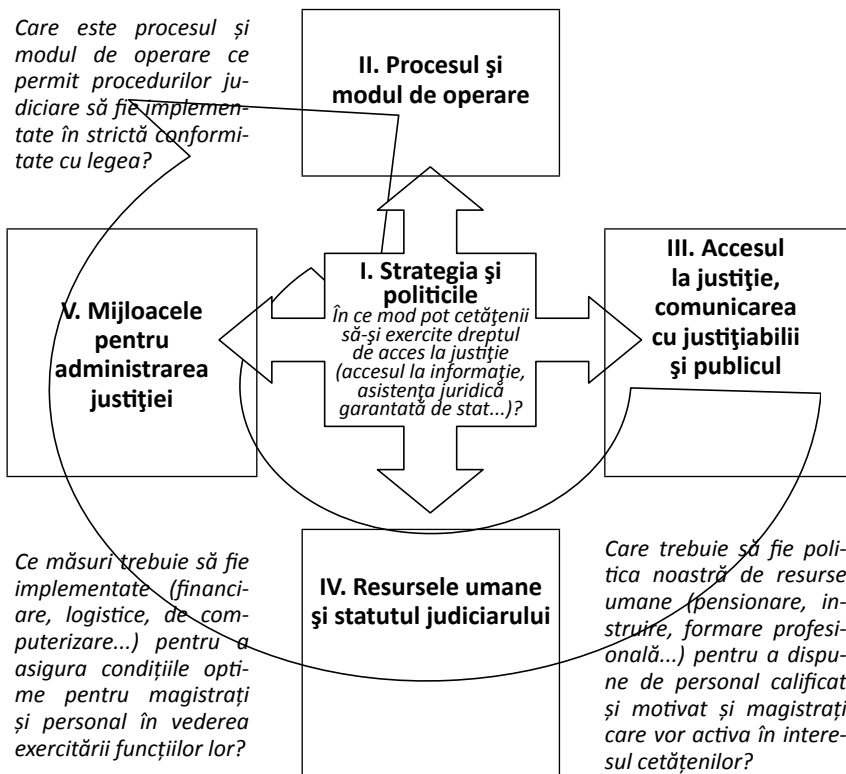 Care este procesul și
modul de operare ce
permit procedurilor ju-
diciare să fie implemen-
tate în strictă conformi-
tate cu legea?
II. Procesul şi
modul de operare
I. Strategia şi
politicile
În ce mod pot cetăţenii
să-şi exercite dreptul
de acces la justiţie
(accesul la informaţie,
asistenţa juridică
garantată de stat...)?
V. Mijloacele
pentru
administrarea
justiţiei
III. Accesul
la justiţie,
comunicarea
cu justiţiabilii
şi publicul
IV. Resursele umane
şi statutul judiciarului
Ce măsuri trebuie să fie
implementate (financi-
are, logistice, de com-
puterizare...) pentru a
asigura condițiile opti-
me pentru magistrați
și personal în vederea
exercitării funcțiilor lor?
Care trebuie să fie poli-
tica noastră de resurse
umane (pensionare, in-
struire, formare profesi-
onală...) pentru a dispu-
ne de personal calificat
și motivat și magistrați
care vor activa în intere-
sul cetățenilor?